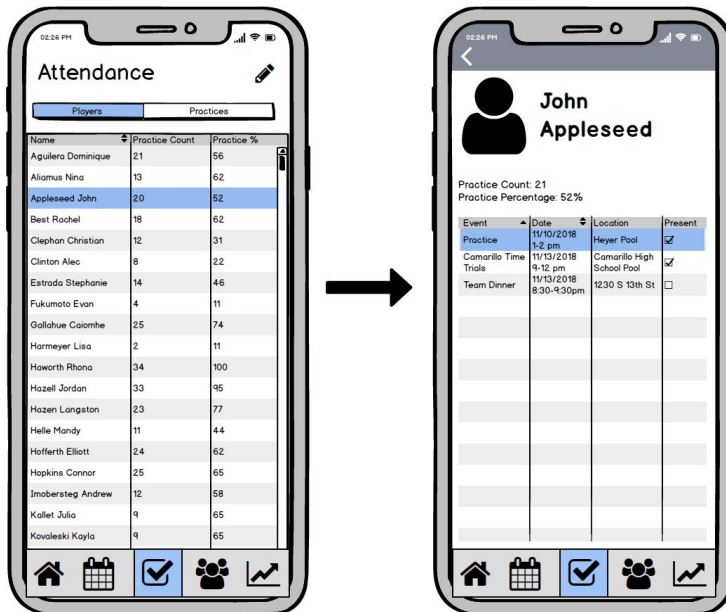 02:26 PM
Attendance
Players Practices
Name Practice Count Practice %
Aguilera Dominique 21 56
Aliamus Nina 13 62
Appleseed John 20 52
Best Rachel 18 62
Clephan Christian 12 31
Clinton Alec 8 22
Estrada Stephanie 14 46
Fukumoto Evan 4 11
Gallahue Caiomhe 25 74
Harmeyer Lisa 2 11
Haworth Rhona 34 100
Hazell Jordan 33 95
Hazen Langston 23 77
Helle Mandy 11 44
Hofferth Elliott 24 62
Hopkins Connor 25 65
Imobersteg Andrew 12 58
Kallet Julia 9 65
Kovaleski Kayla 9 65
02:26 PM
John
Appleseed
Practice Count: 21
Practice Percentage: 52%
Event Date Location Present
Practice 11/10/2018 1-2 pm Heyer Pool
Camarillo Time Trials 11/13/2018 9-12 pm Camarillo High School Pool
Team Dinner 11/13/2018 8:30-9:30pm 1230 S 13th St